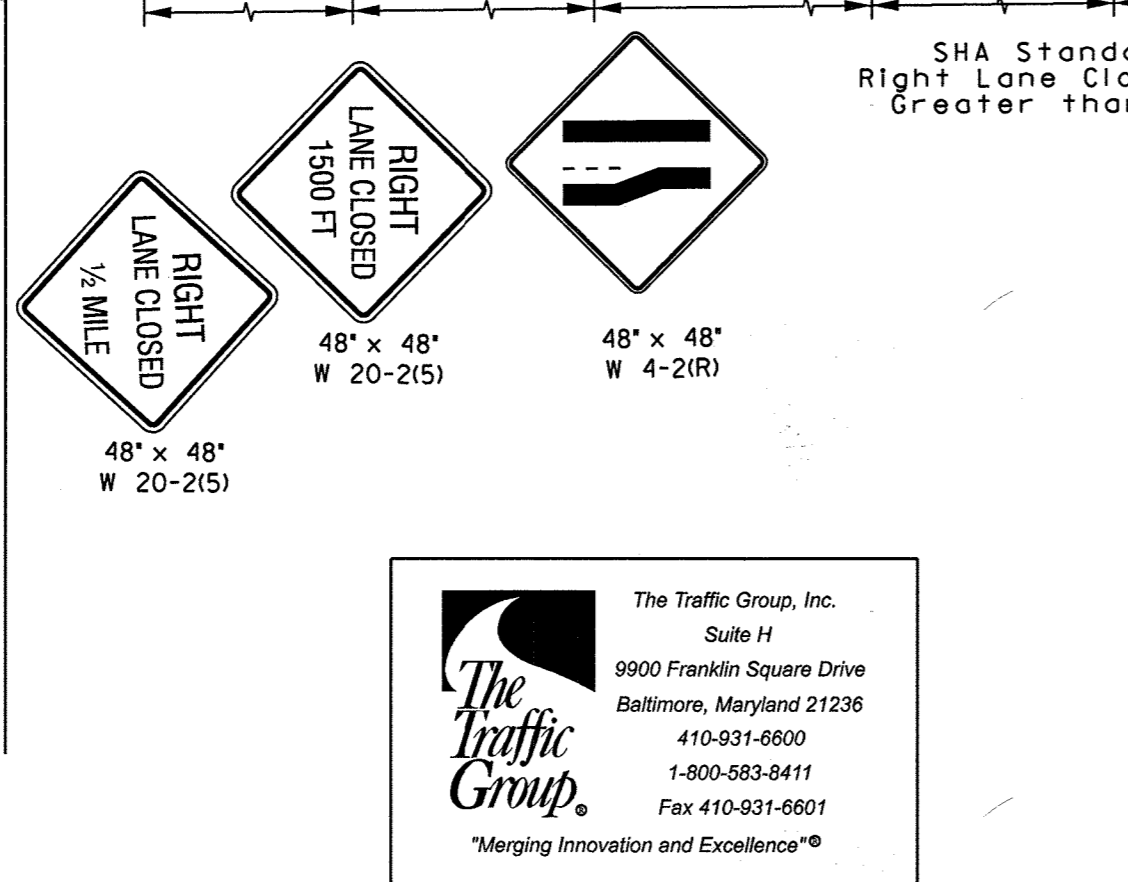 SHA Standa
Right Lane Clo
Greater than
RIGHT
LANE CLOSED
½ MILE
48" x 48"
W 20-2(5)
RIGHT
LANE CLOSED
1500 FT
48" x 48"
W 20-2(5)
48" x 48"
W 4-2(R)
The
Traffic
Group®
The Traffic Group, Inc.
Suite H
9900 Franklin Square Drive
Baltimore, Maryland 21236
410-931-6600
1-800-583-8411
Fax 410-931-6601
"Merging Innovation and Excellence"®